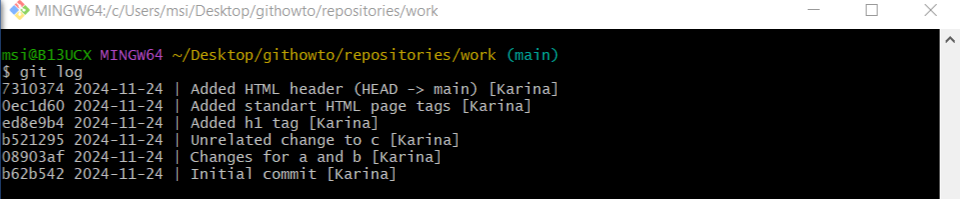 MINGW64:/c/Users/msi/Desktop/githowto/repositories/work
msi@B13UCX MINGW64 ~/Desktop/githowto/repositories/work (main)
$ git log
7310374 2024-11-24 | Added HTML header (HEAD -> main) [Karina]
0ec1d60 2024-11-24 | Added standart HTML page tags [Karina]
ed8e9b4 2024-11-24 | Added h1 tag [Karina]
b521295 2024-11-24 | Unrelated change to c [Karina]
08903af 2024-11-24 | Changes for a and b [Karina]
b62b542 2024-11-24 | Initial commit [Karina]